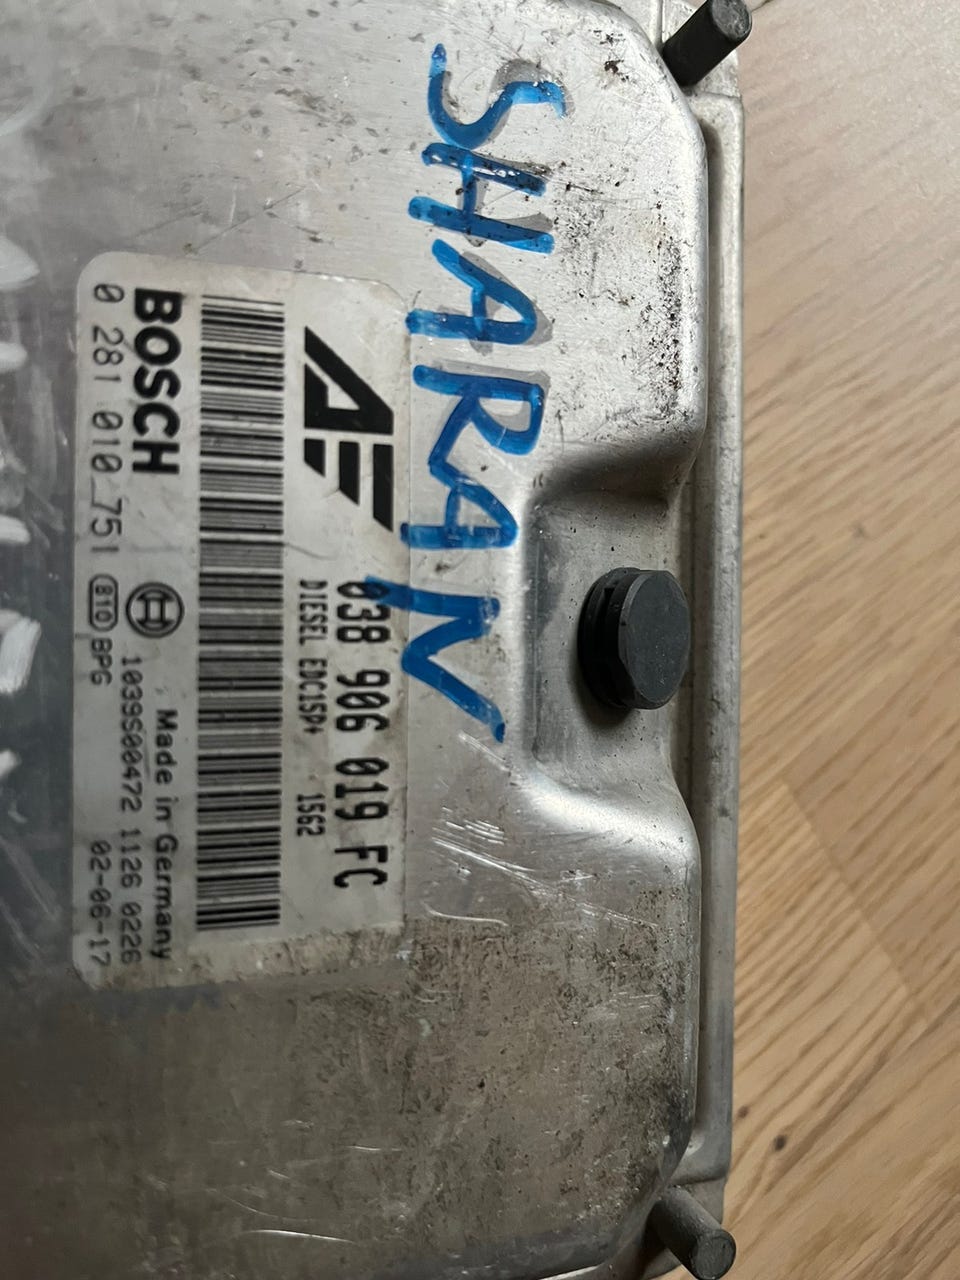 SHARAN
038 906 019 FC
DIESEL EDC15P+ 1562
BOSCH
Made in Germany
1039S00472 1126 0226
0 281 010 751
810
BPG
02-06-17